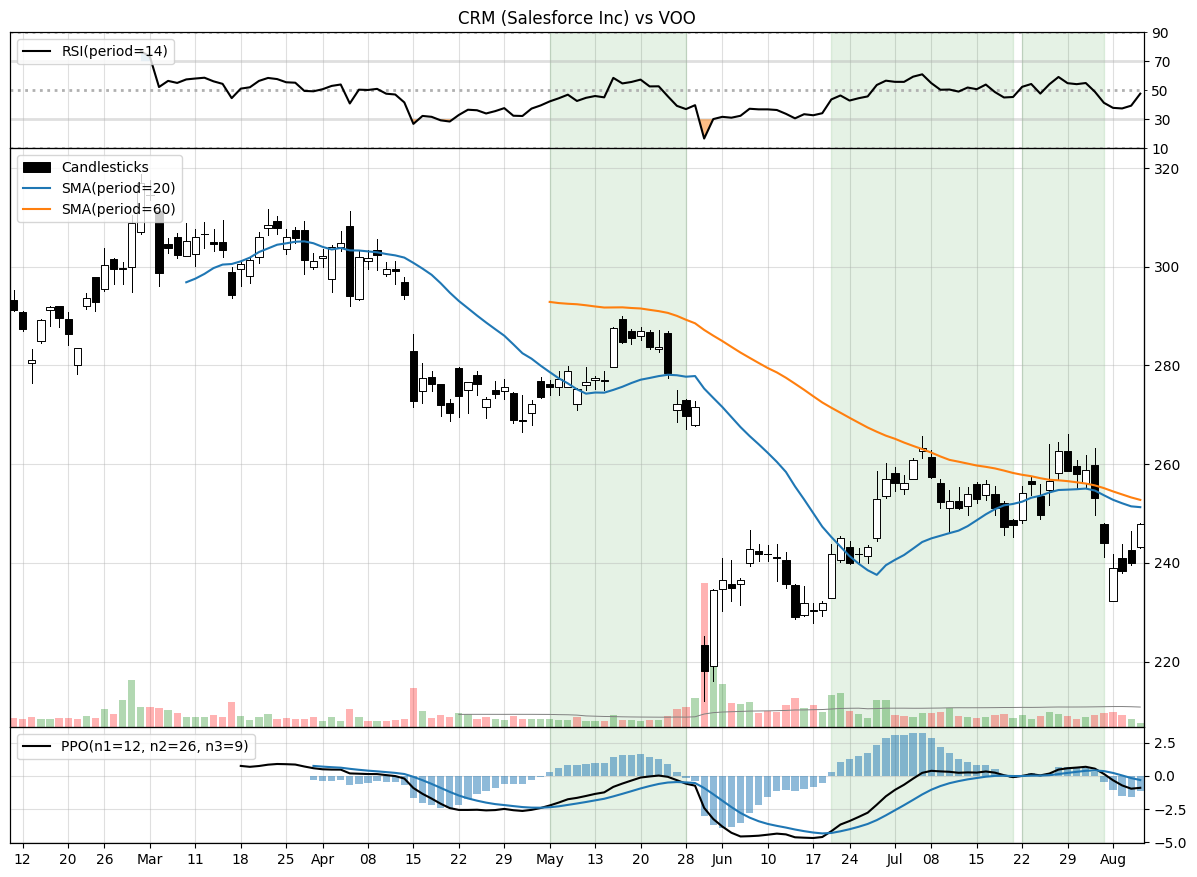 CRM (Salesforce Inc) vs VOO
RSI(period=14)
90
70
50
30
10
Candlesticks
SMA(period=20)
SMA(period=60)
320
300
280
260
240
220
PPO(n1=12, n2=26, n3=9)
2.5
0.0
−2.5
−5.0
12 20 26 Mar 11 18 25 Apr 08 15 22 29 May 13 20 28 Jun 10 17 24 Jul 08 15 22 29 Aug